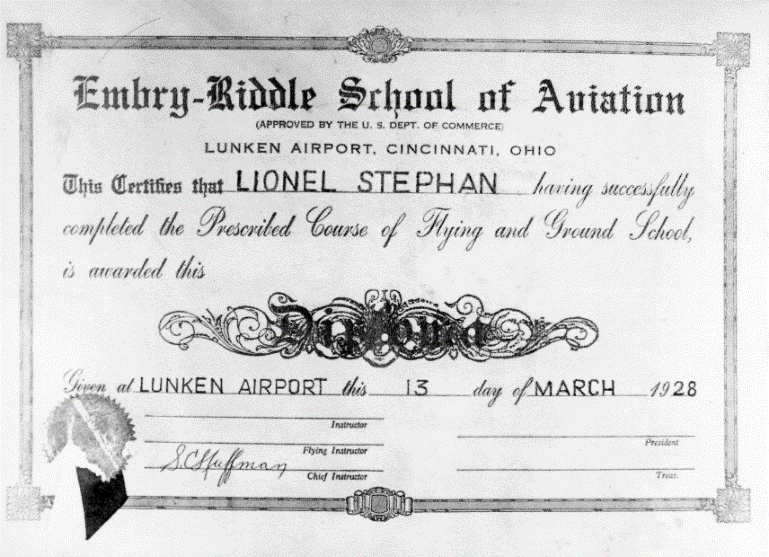 Embry-Riddle School of Aviation
(APPROVED BY THE U. S. DEPT. OF COMMERCE)
LUNKEN AIRPORT, CINCINNATI, OHIO
This Certifies that LIONEL STEPHAN having successfully
completed the Prescribed Course of Flying and Ground School,
is awarded this
Diploma
Given at LUNKEN AIRPORT this 13 day of MARCH 1928
Instructor
President
Flying Instructor
S.C. Huffman
Chief Instructor
Treas.